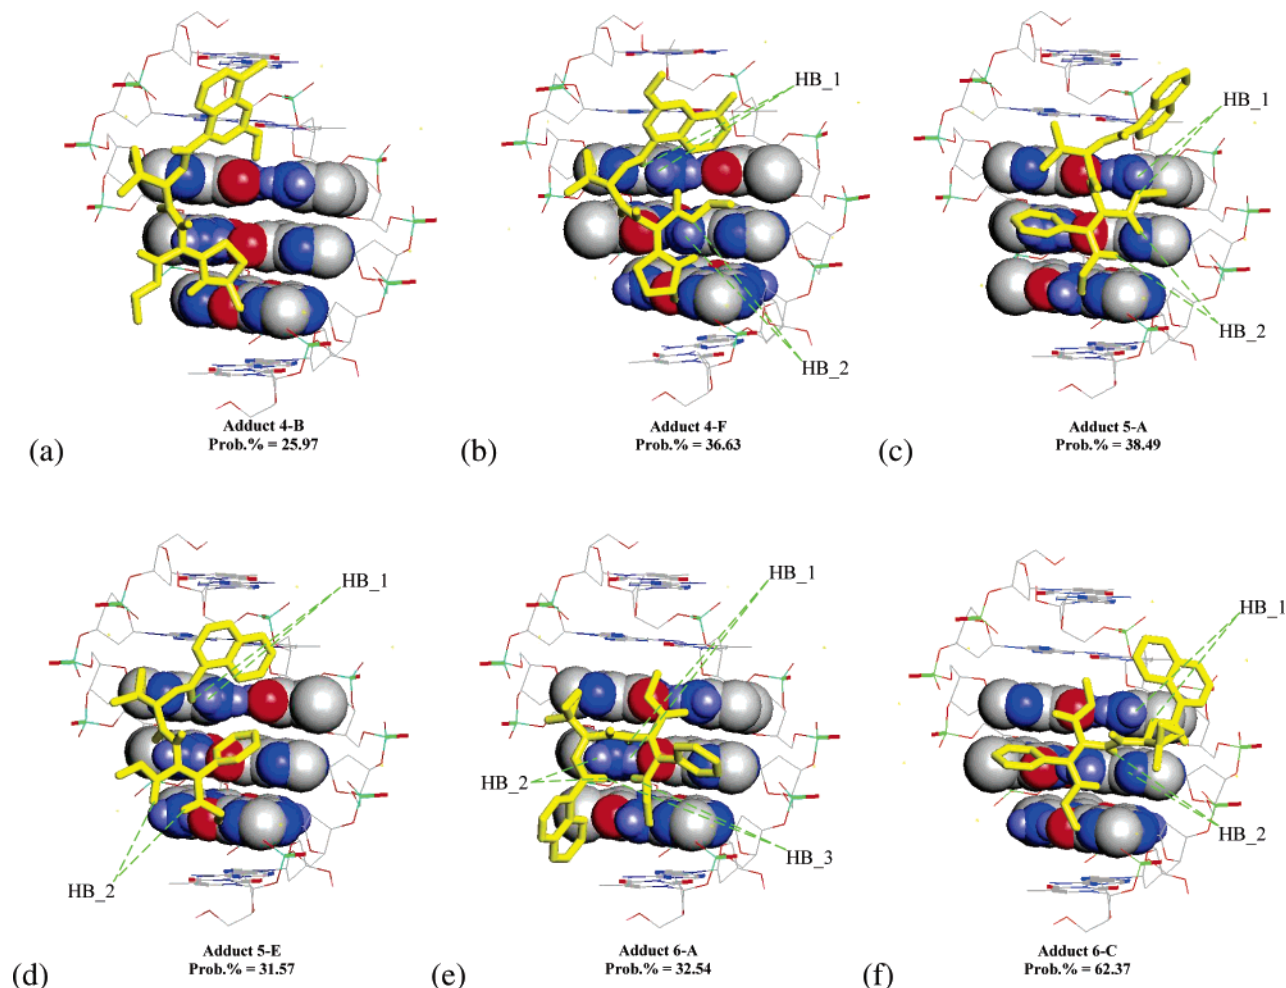 HB_1
HB_2
Adduct 4-B
Prob.% = 25.97
(a)
HB_1
HB_2
Adduct 4-F
Prob.% = 36.63
(b)
HB_1
HB_2
Adduct 5-A
Prob.% = 38.49
(c)
HB_1
HB_2
Adduct 5-E
Prob.% = 31.57
(d)
HB_1
HB_2
HB_3
Adduct 6-A
Prob.% = 32.54
(e)
HB_1
HB_2
Adduct 6-C
Prob.% = 62.37
(f)